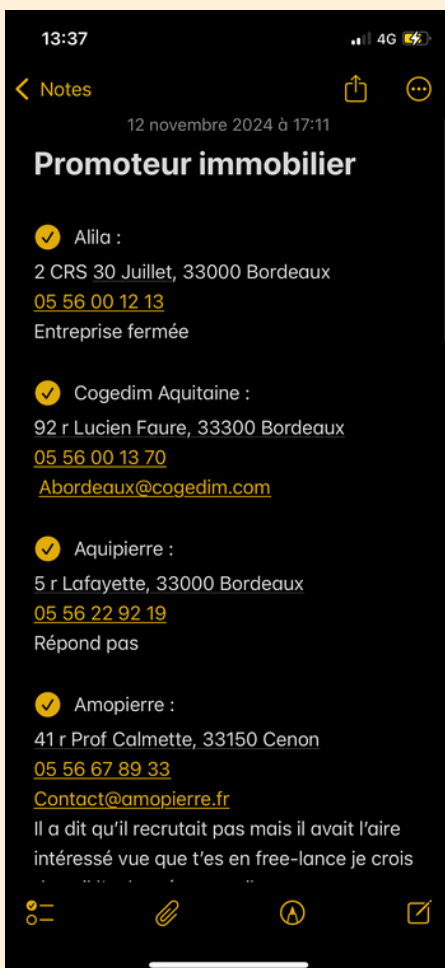 13:37
4G
Notes
12 novembre 2024 à 17:11
Promoteur immobilier
Alila :
2 CRS 30 Juillet, 33000 Bordeaux
05 56 00 12 13
Entreprise fermée
Cogedim Aquitaine :
92 r Lucien Faure, 33300 Bordeaux
05 56 00 13 70
Abordeaux@cogedim.com
Aquipierre :
5 r Lafayette, 33000 Bordeaux
05 56 22 92 19
Répond pas
Amopierre :
41 r Prof Calmette, 33150 Cenon
05 56 67 89 33
Contact@amopierre.fr
Il a dit qu'il recrutait pas mais il avait l'aire
intéressé vue que t'es en free-lance je crois